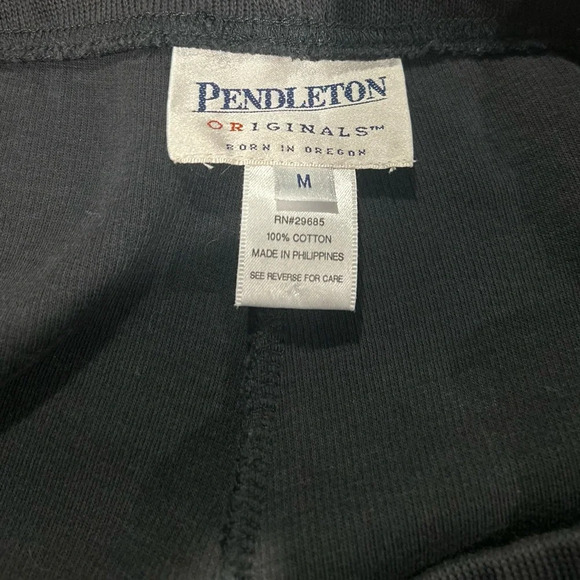 PENDLETON
ORIGINALS™
BORN IN OREGON
M
RN#29685
100% COTTON
MADE IN PHILIPPINES
SEE REVERSE FOR CARE